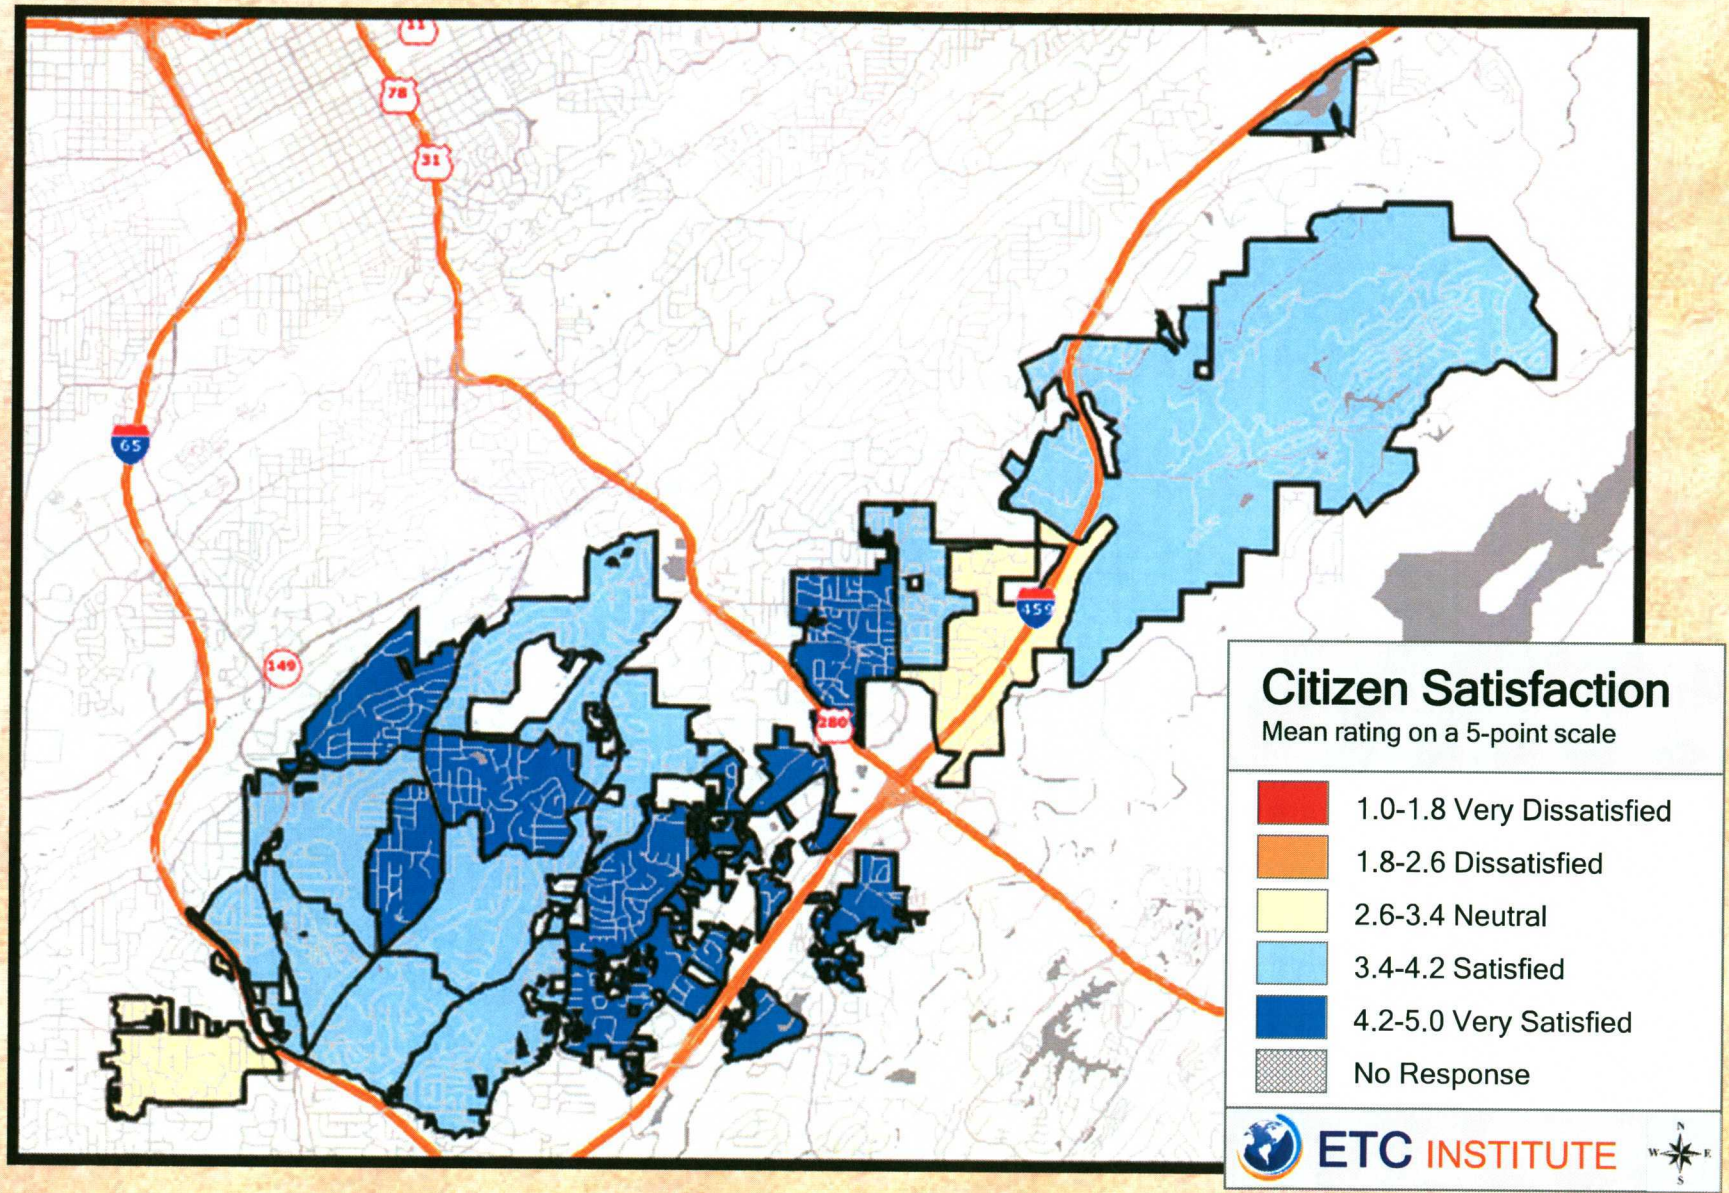 11
78
31
65
149
280
459
Citizen Satisfaction
Mean rating on a 5-point scale
1.0-1.8 Very Dissatisfied
1.8-2.6 Dissatisfied
2.6-3.4 Neutral
3.4-4.2 Satisfied
4.2-5.0 Very Satisfied
No Response
ETC INSTITUTE
N
W E
S